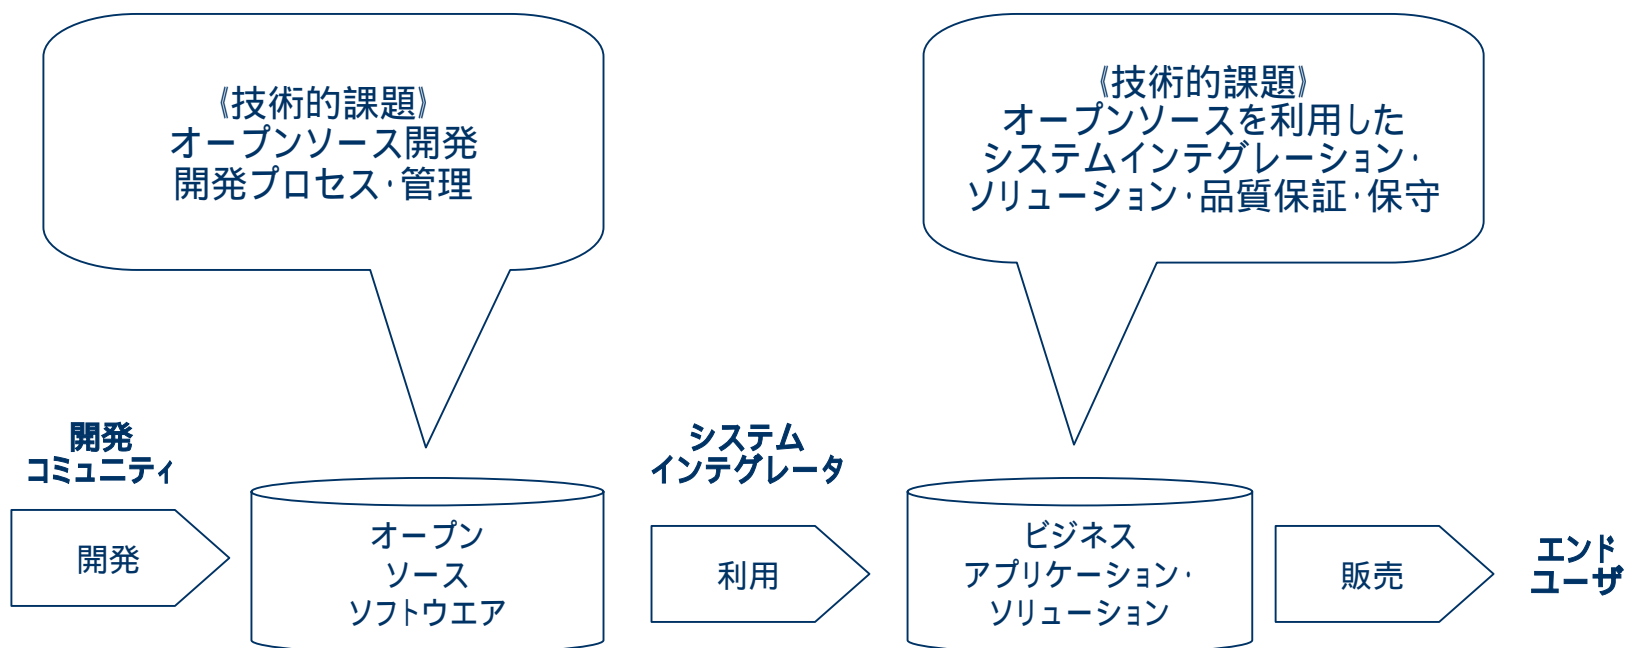 《技術的課題》
オープンソース開発
開発プロセス・管理
《技術的課題》
オープンソースを利用した
システムインテグレーション・
ソリューション・品質保証・保守
開発
コミュニティ
開発
オープン
ソース
ソフトウエア
システム
インテグレータ
利用
ビジネス
アプリケーション・
ソリューション
販売
エンド
ユーザ